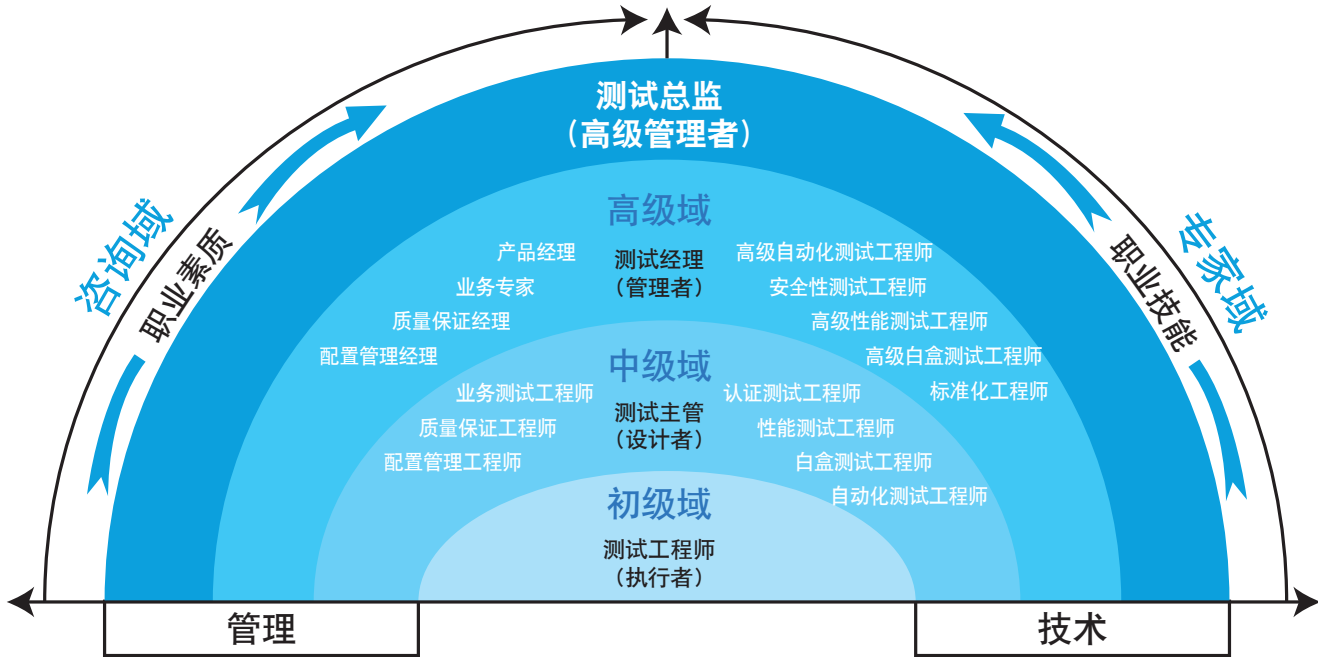 测试总监
（高级管理者）
咨询域
职业素质
专家域
职业技能
高级域
测试经理
（管理者）
产品经理
业务专家
质量保证经理
配置管理经理
高级自动化测试工程师
安全性测试工程师
高级性能测试工程师
高级白盒测试工程师
标准化工程师
中级域
测试主管
（设计者）
业务测试工程师
质量保证工程师
配置管理工程师
认证测试工程师
性能测试工程师
白盒测试工程师
自动化测试工程师
初级域
测试工程师
（执行者）
管理
技术